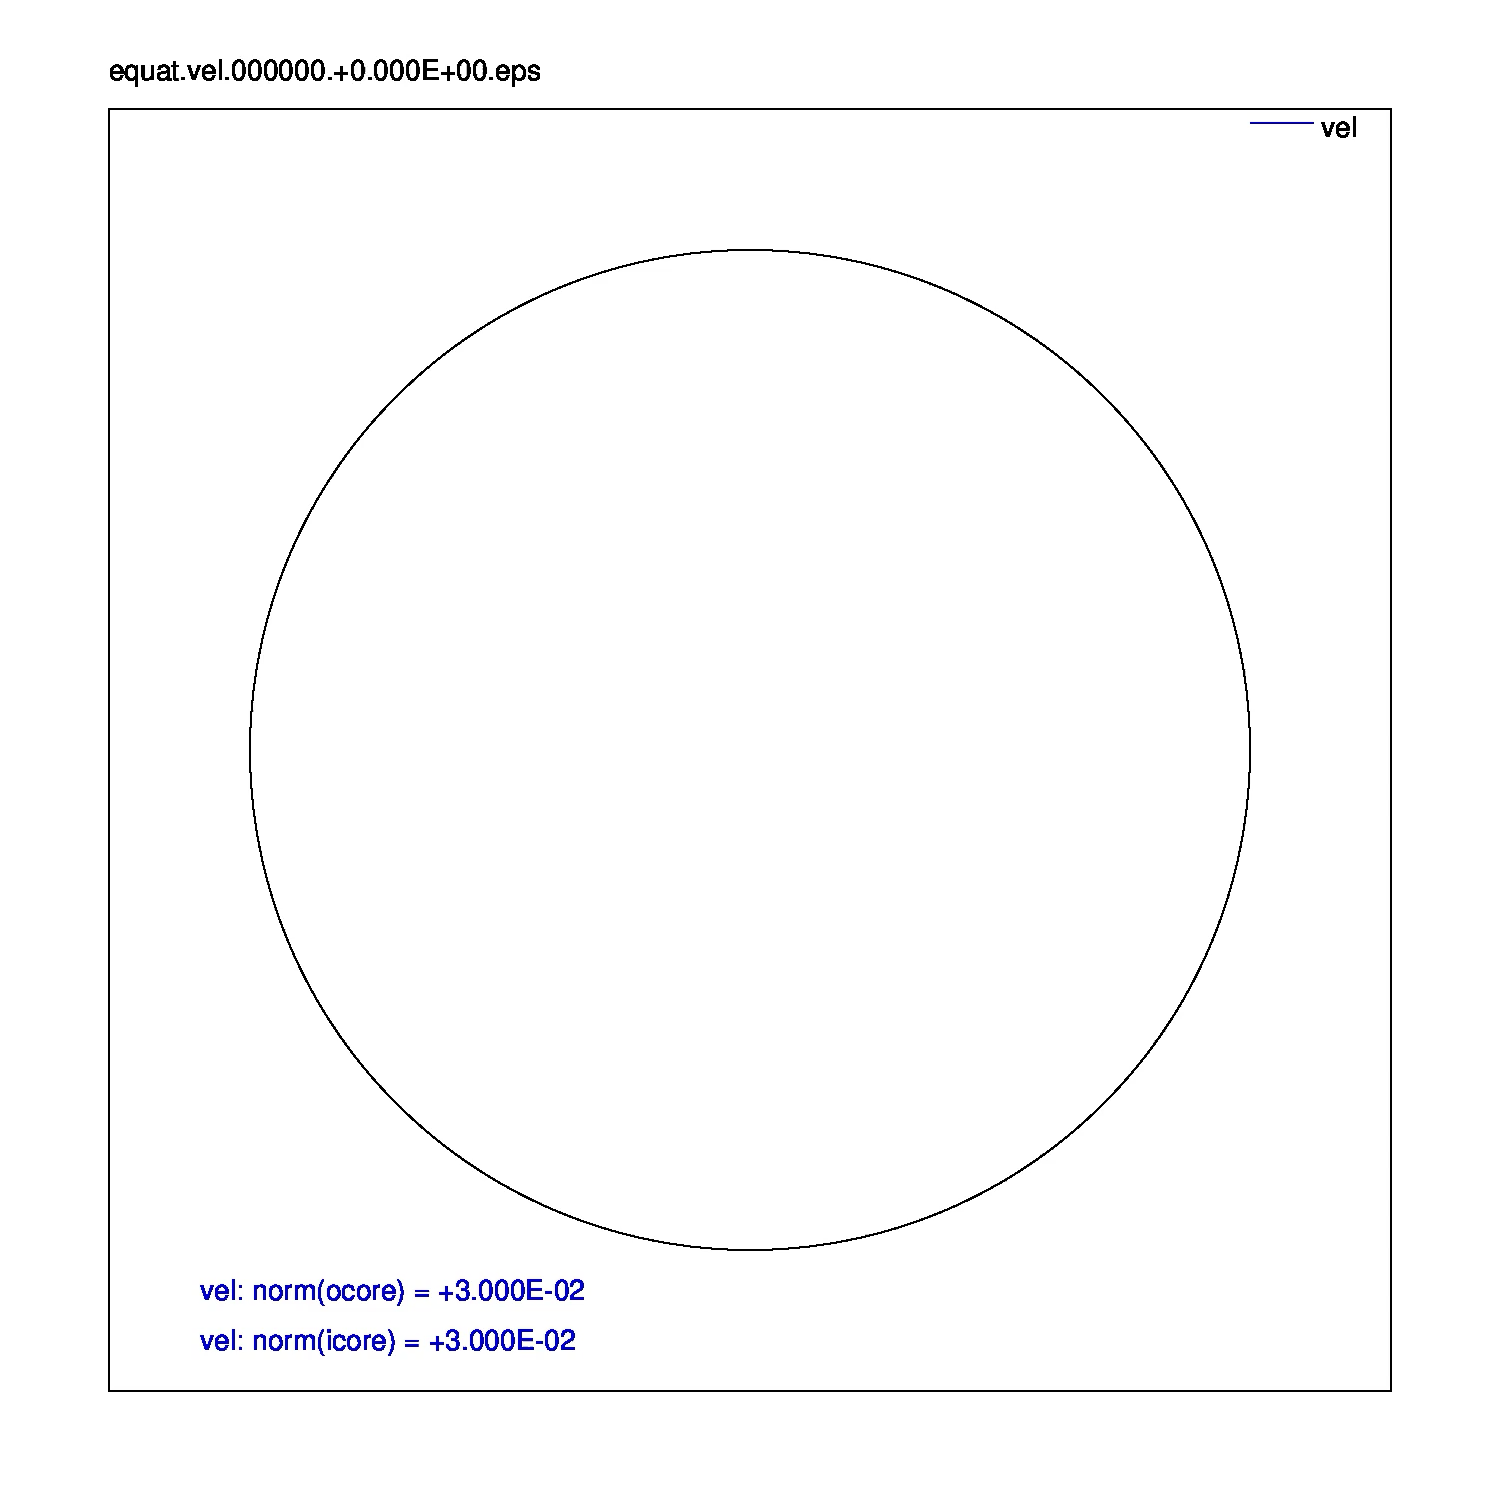 equat.vel.000000.+0.000E+00.eps
vel
vel: norm(ocore) = +3.000E-02
vel: norm(icore) = +3.000E-02